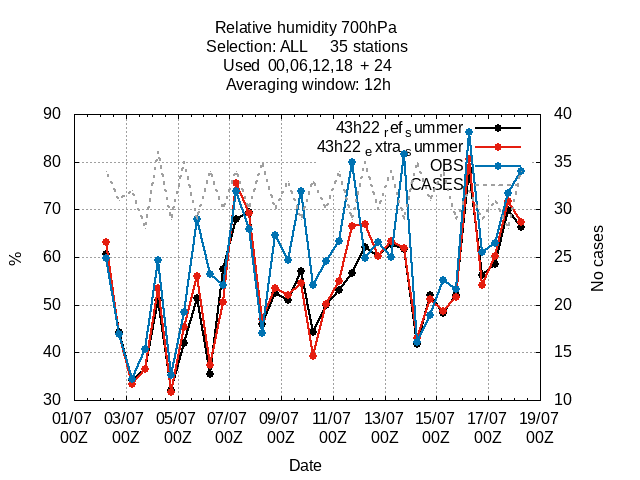 Relative humidity 700hPa
Selection: ALL 35 stations
Used 00,06,12,18 + 24
Averaging window: 12h
90 40
43h22 ref summer
43h22 extra summer
80 35
OBS
CASES
70 30
% 60 25 No cases
50 20
40 15
30 10
01/07 03/07 05/07 07/07 09/07 11/07 13/07 15/07 17/07 19/07
00Z 00Z 00Z 00Z 00Z 00Z 00Z 00Z 00Z 00Z
Date